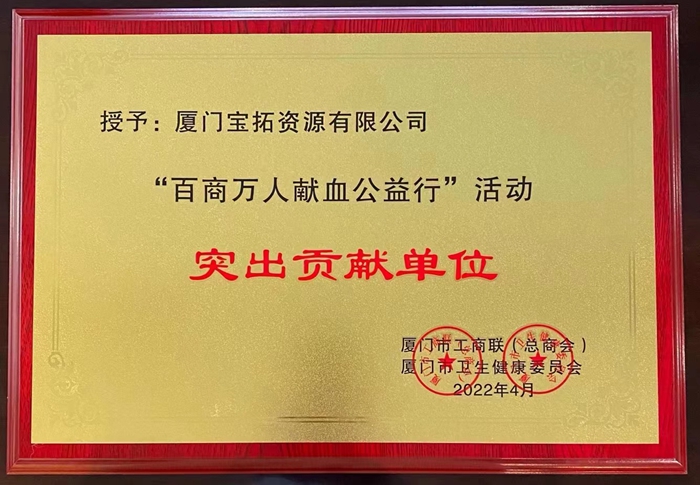 授予：厦门宝拓资源有限公司
“百商万人献血公益行”活动
突出贡献单位
厦门市工商联（总商会）
厦门市卫生健康委员会
2022年4月